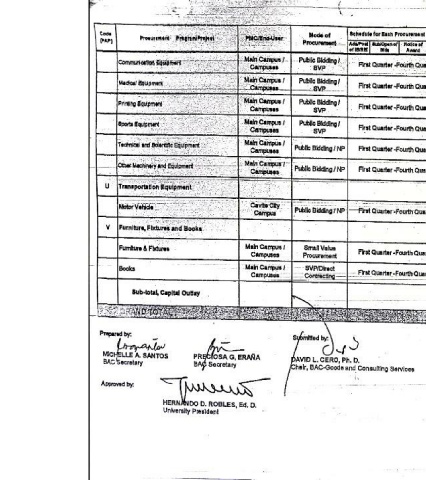 Code (PAP) Procurement Program/Project PMO/End-User Mode of Procurement Schedule for Each Procurement
Ads/Post of IB/REI Sub/Open of Bids Notice of Award
Communication Equipment Main Campus / Campuses Public Bidding / SVP First Quarter -Fourth Qua
Medical Equipment Main Campus / Campuses Public Bidding / SVP First Quarter -Fourth Qua
Printing Equipment Main Campus / Campuses Public Bidding / SVP First Quarter -Fourth Qua
Sports Equipment Main Campus / Campuses Public Bidding / SVP First Quarter -Fourth Qua
Technical and Scientific Equipment Main Campus / Campuses Public Bidding / NP First Quarter -Fourth Qua
Other Machinery and Equipment Main Campus / Campuses Public Bidding / NP First Quarter -Fourth Qua
U Transportation Equipment
Motor Vehicle Cavite City Campus Public Bidding / NP First Quarter -Fourth Qua
V Furniture, Fixtures and Books
Furniture & Fixtures Main Campus / Campuses Small Value Procurement First Quarter -Fourth Qua
Books Main Campus / Campuses SVP/Direct Contracting First Quarter -Fourth Qua
Sub-total, Capital Outlay
GRAND TOTAL
Prepared by: Submitted by:
MICHELLE A. SANTOS PRECIOSA G. ERAÑA DAVID L. CERO, Ph. D.
BAC Secretary BAC Secretary Chair, BAC-Goods and Consulting Services
Approved by:
HERNANDO D. ROBLES, Ed. D.
University President